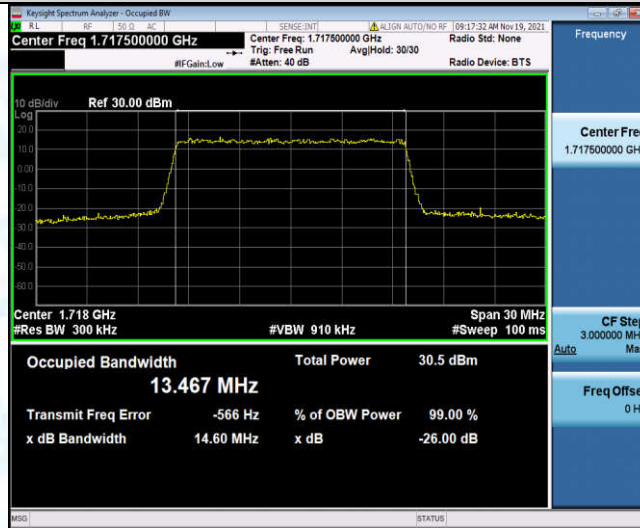 Keysight Spectrum Analyzer - Occupied BW
RL RF 50 Ω AC SENSE:INT ALIGN AUTO/NO RF 09:17:32 AM Nov 19, 2021
Center Freq 1.717500000 GHz Center Freq: 1.717500000 GHz Radio Std: None Frequency
Trig: Free Run Avg|Hold: 30/30
#IFGain:Low #Atten: 40 dB Radio Device: BTS
10 dB/div Ref 30.00 dBm
Log
20.0
10.0
0.00
-10.0
-20.0
-30.0
-40.0
-50.0
-60.0
Center Fre
1.717500000 GH
Center 1.718 GHz Span 30 MHz
#Res BW 300 kHz #VBW 910 kHz #Sweep 100 ms
CF Step
3.000000 MH
Auto Ma
Occupied Bandwidth Total Power 30.5 dBm
13.467 MHz
Transmit Freq Error -566 Hz % of OBW Power 99.00 %
x dB Bandwidth 14.60 MHz x dB -26.00 dB
Freq Offse
0 H
MSG STATUS